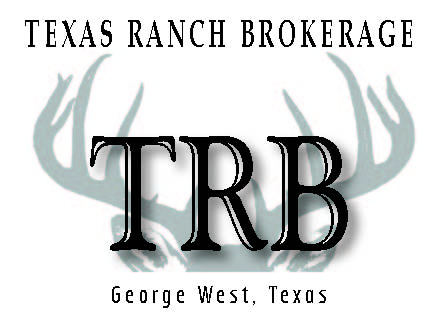 TEXAS RANCH BROKERAGE
TRB
George West, Texas